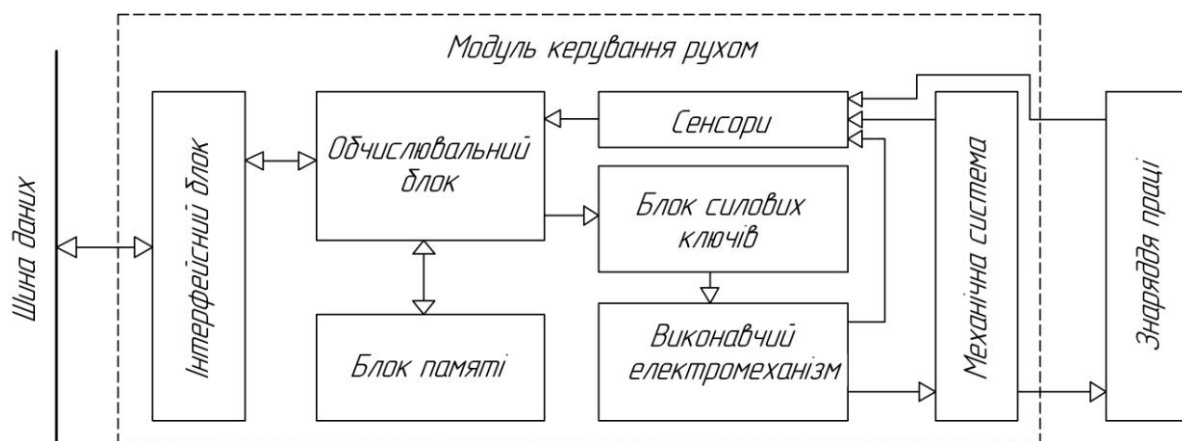 Модуль керування рухом
Шина даних
Інтерфейсний блок
Обчислювальний
блок
Блок памяті
Сенсори
Блок силових
ключів
Виконавчий
електромеханізм
Механічна система
Знаряддя праці